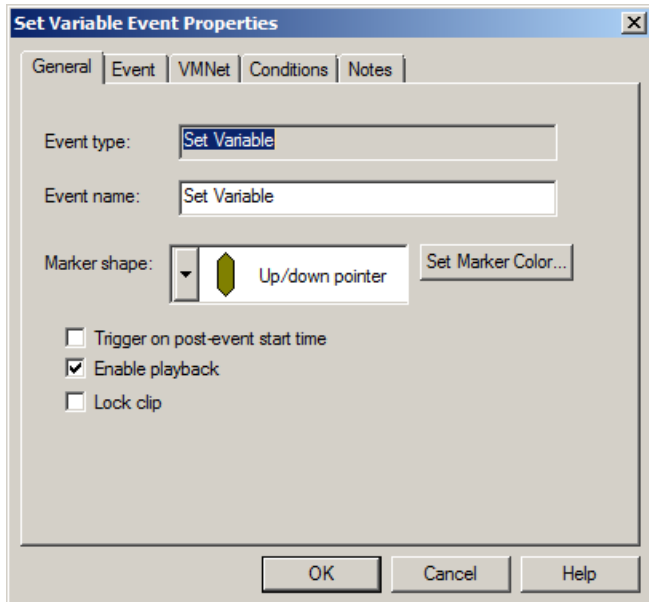 Set Variable Event Properties
General Event VMNet Conditions Notes
Event type: Set Variable
Event name: Set Variable
Marker shape: Up/down pointer Set Marker Color...
Trigger on post-event start time
Enable playback
Lock clip
OK Cancel Help